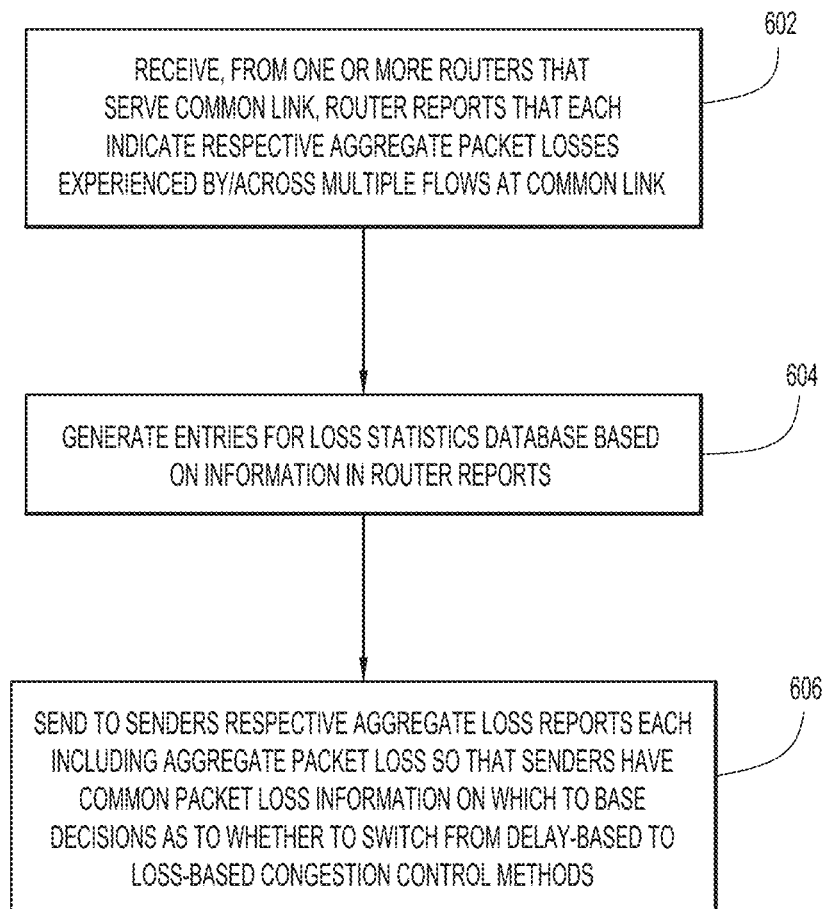 602
RECEIVE, FROM ONE OR MORE ROUTERS THAT
SERVE COMMON LINK, ROUTER REPORTS THAT EACH
INDICATE RESPECTIVE AGGREGATE PACKET LOSSES
EXPERIENCED BY/ACROSS MULTIPLE FLOWS AT COMMON LINK
604
GENERATE ENTRIES FOR LOSS STATISTICS DATABASE BASED
ON INFORMATION IN ROUTER REPORTS
606
SEND TO SENDERS RESPECTIVE AGGREGATE LOSS REPORTS EACH
INCLUDING AGGREGATE PACKET LOSS SO THAT SENDERS HAVE
COMMON PACKET LOSS INFORMATION ON WHICH TO BASE
DECISIONS AS TO WHETHER TO SWITCH FROM DELAY-BASED TO
LOSS-BASED CONGESTION CONTROL METHODS